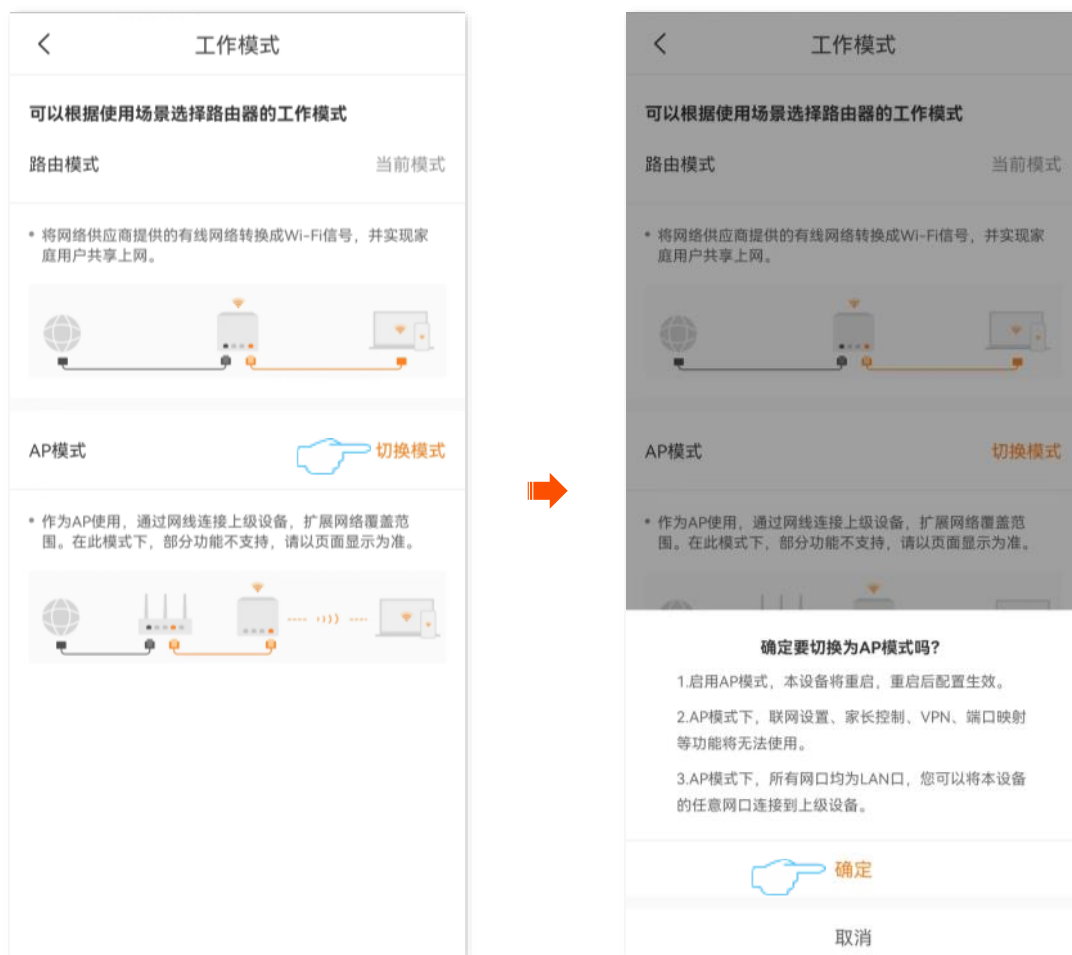 工作模式
可以根据使用场景选择路由器的工作模式
路由模式 当前模式
• 将网络供应商提供的有线网络转换成Wi-Fi信号，并实现家
庭用户共享上网。
AP模式 切换模式
• 作为AP使用，通过网线连接上级设备，扩展网络覆盖范
围。在此模式下，部分功能不支持，请以页面显示为准。
工作模式
可以根据使用场景选择路由器的工作模式
路由模式 当前模式
• 将网络供应商提供的有线网络转换成Wi-Fi信号，并实现家
庭用户共享上网。
AP模式 切换模式
• 作为AP使用，通过网线连接上级设备，扩展网络覆盖范
围。在此模式下，部分功能不支持，请以页面显示为准。
确定要切换为AP模式吗？
1.启用AP模式，本设备将重启，重启后配置生效。
2.AP模式下，联网设置、家长控制、VPN、端口映射
等功能将无法使用。
3.AP模式下，所有网口均为LAN口，您可以将本设备
的任意网口连接到上级设备。
确定
取消